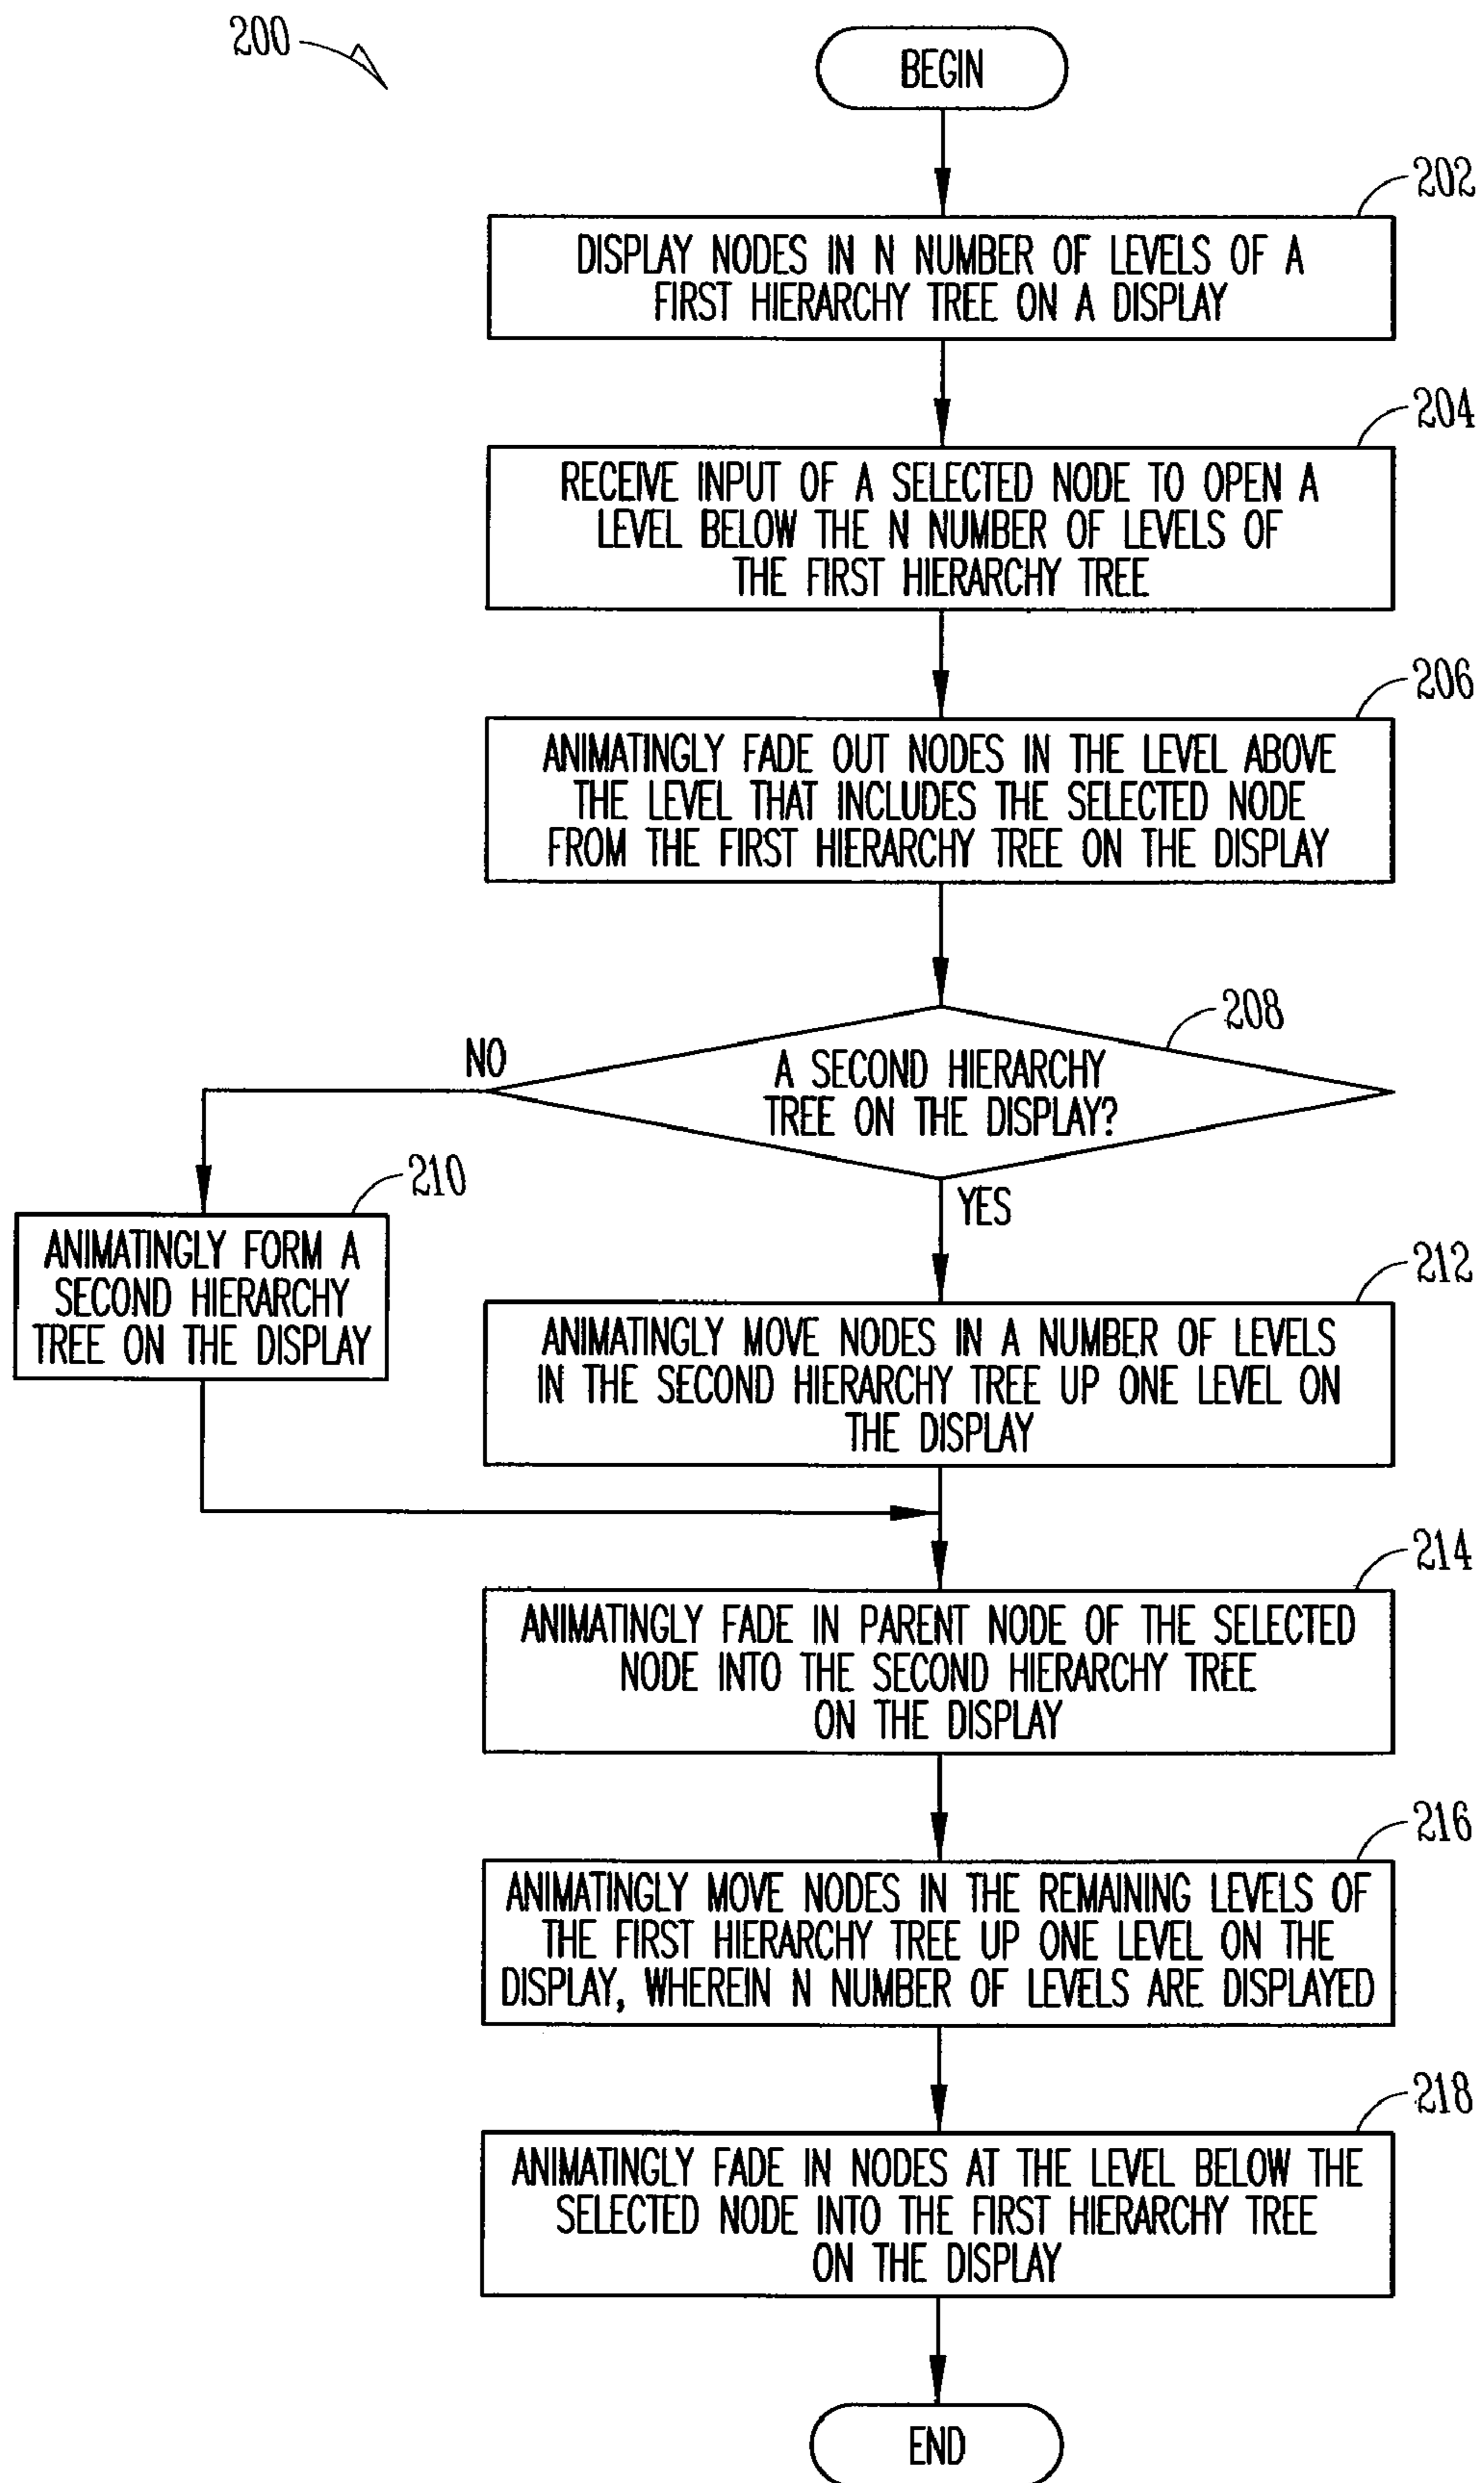 200
BEGIN
202
DISPLAY NODES IN N NUMBER OF LEVELS OF A
FIRST HIERARCHY TREE ON A DISPLAY
204
RECEIVE INPUT OF A SELECTED NODE TO OPEN A
LEVEL BELOW THE N NUMBER OF LEVELS OF
THE FIRST HIERARCHY TREE
206
ANIMATINGLY FADE OUT NODES IN THE LEVEL ABOVE
THE LEVEL THAT INCLUDES THE SELECTED NODE
FROM THE FIRST HIERARCHY TREE ON THE DISPLAY
208
A SECOND HIERARCHY
TREE ON THE DISPLAY?
NO
YES
210
ANIMATINGLY FORM A
SECOND HIERARCHY
TREE ON THE DISPLAY
212
ANIMATINGLY MOVE NODES IN A NUMBER OF LEVELS
IN THE SECOND HIERARCHY TREE UP ONE LEVEL ON
THE DISPLAY
214
ANIMATINGLY FADE IN PARENT NODE OF THE SELECTED
NODE INTO THE SECOND HIERARCHY TREE
ON THE DISPLAY
216
ANIMATINGLY MOVE NODES IN THE REMAINING LEVELS OF
THE FIRST HIERARCHY TREE UP ONE LEVEL ON THE
DISPLAY, WHEREIN N NUMBER OF LEVELS ARE DISPLAYED
218
ANIMATINGLY FADE IN NODES AT THE LEVEL BELOW THE
SELECTED NODE INTO THE FIRST HIERARCHY TREE
ON THE DISPLAY
END